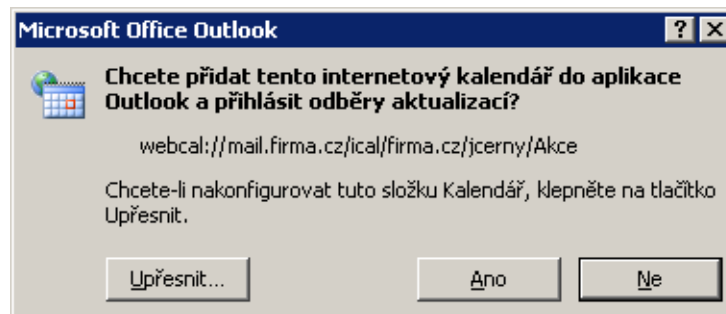 Microsoft Office Outlook
Chcete přidat tento internetový kalendář do aplikace
Outlook a přihlásit odběry aktualizací?
webcal://mail.firma.cz/ical/firma.cz/jcerny/Akce
Chcete-li nakonfigurovat tuto složku Kalendář, klepněte na tlačítko
Upřesnit.
Upřesnit... Ano Ne